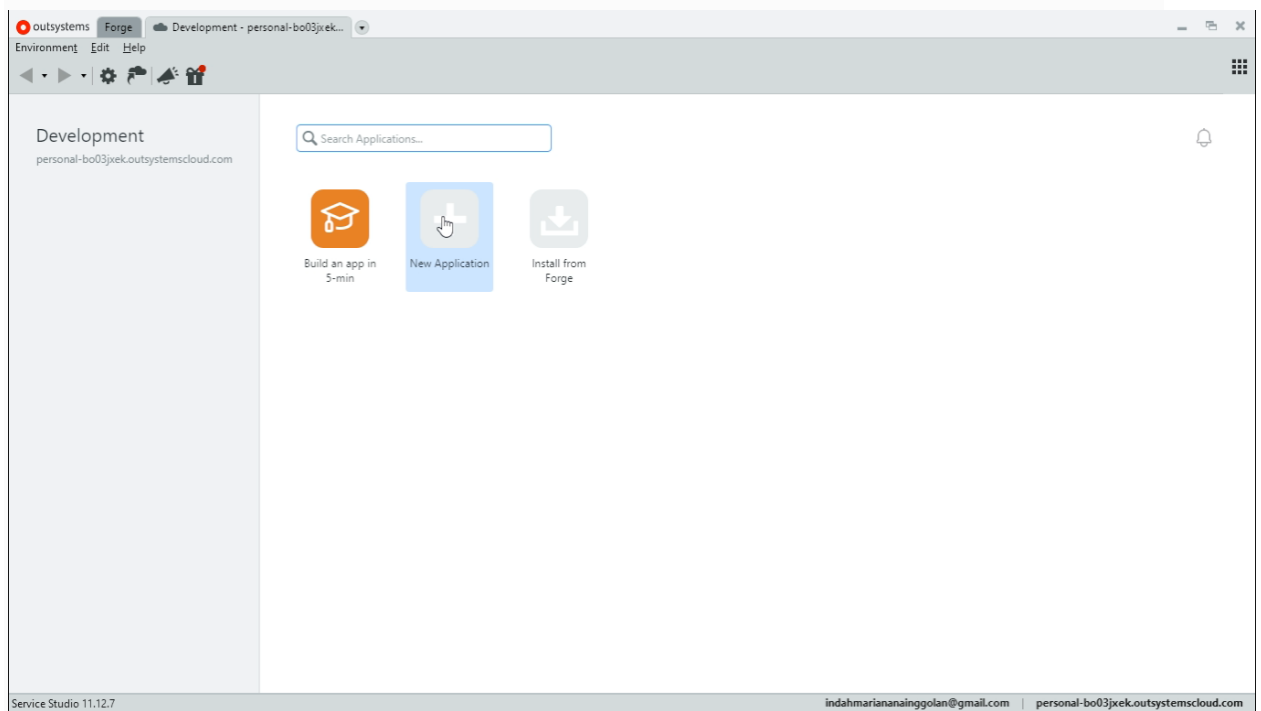 outsystems Forge Development - personal-bo03jxek...
Environment Edit Help
Development
personal-bo03jxek.outsystemscloud.com
Search Applications...
Build an app in
5-min
New Application
Install from
Forge
Service Studio 11.12.7
indahmariananainggolan@gmail.com | personal-bo03jxek.outsystemscloud.com